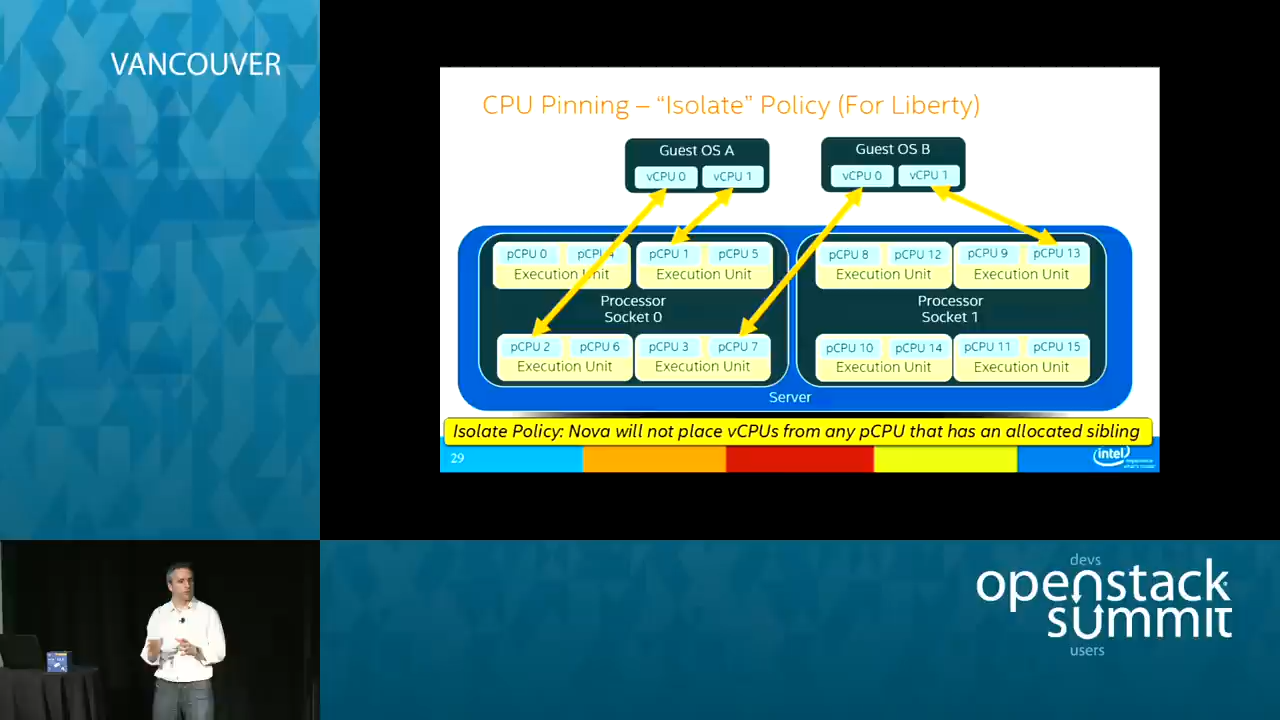 VANCOUVER
CPU Pinning – “Isolate” Policy (For Liberty)
Guest OS A
vCPU 0
vCPU 1
Guest OS B
vCPU 0
vCPU 1
pCPU 0
pCPU 4
Execution Unit
pCPU 1
pCPU 5
Execution Unit
Processor
Socket 0
pCPU 2
pCPU 6
Execution Unit
pCPU 3
pCPU 7
Execution Unit
pCPU 8
pCPU 12
Execution Unit
pCPU 9
pCPU 13
Execution Unit
Processor
Socket 1
pCPU 10
pCPU 14
Execution Unit
pCPU 11
pCPU 15
Execution Unit
Server
Isolate Policy: Nova will not place vCPUs from any pCPU that has an allocated sibling
29
intel
devs
openstack
summit
users